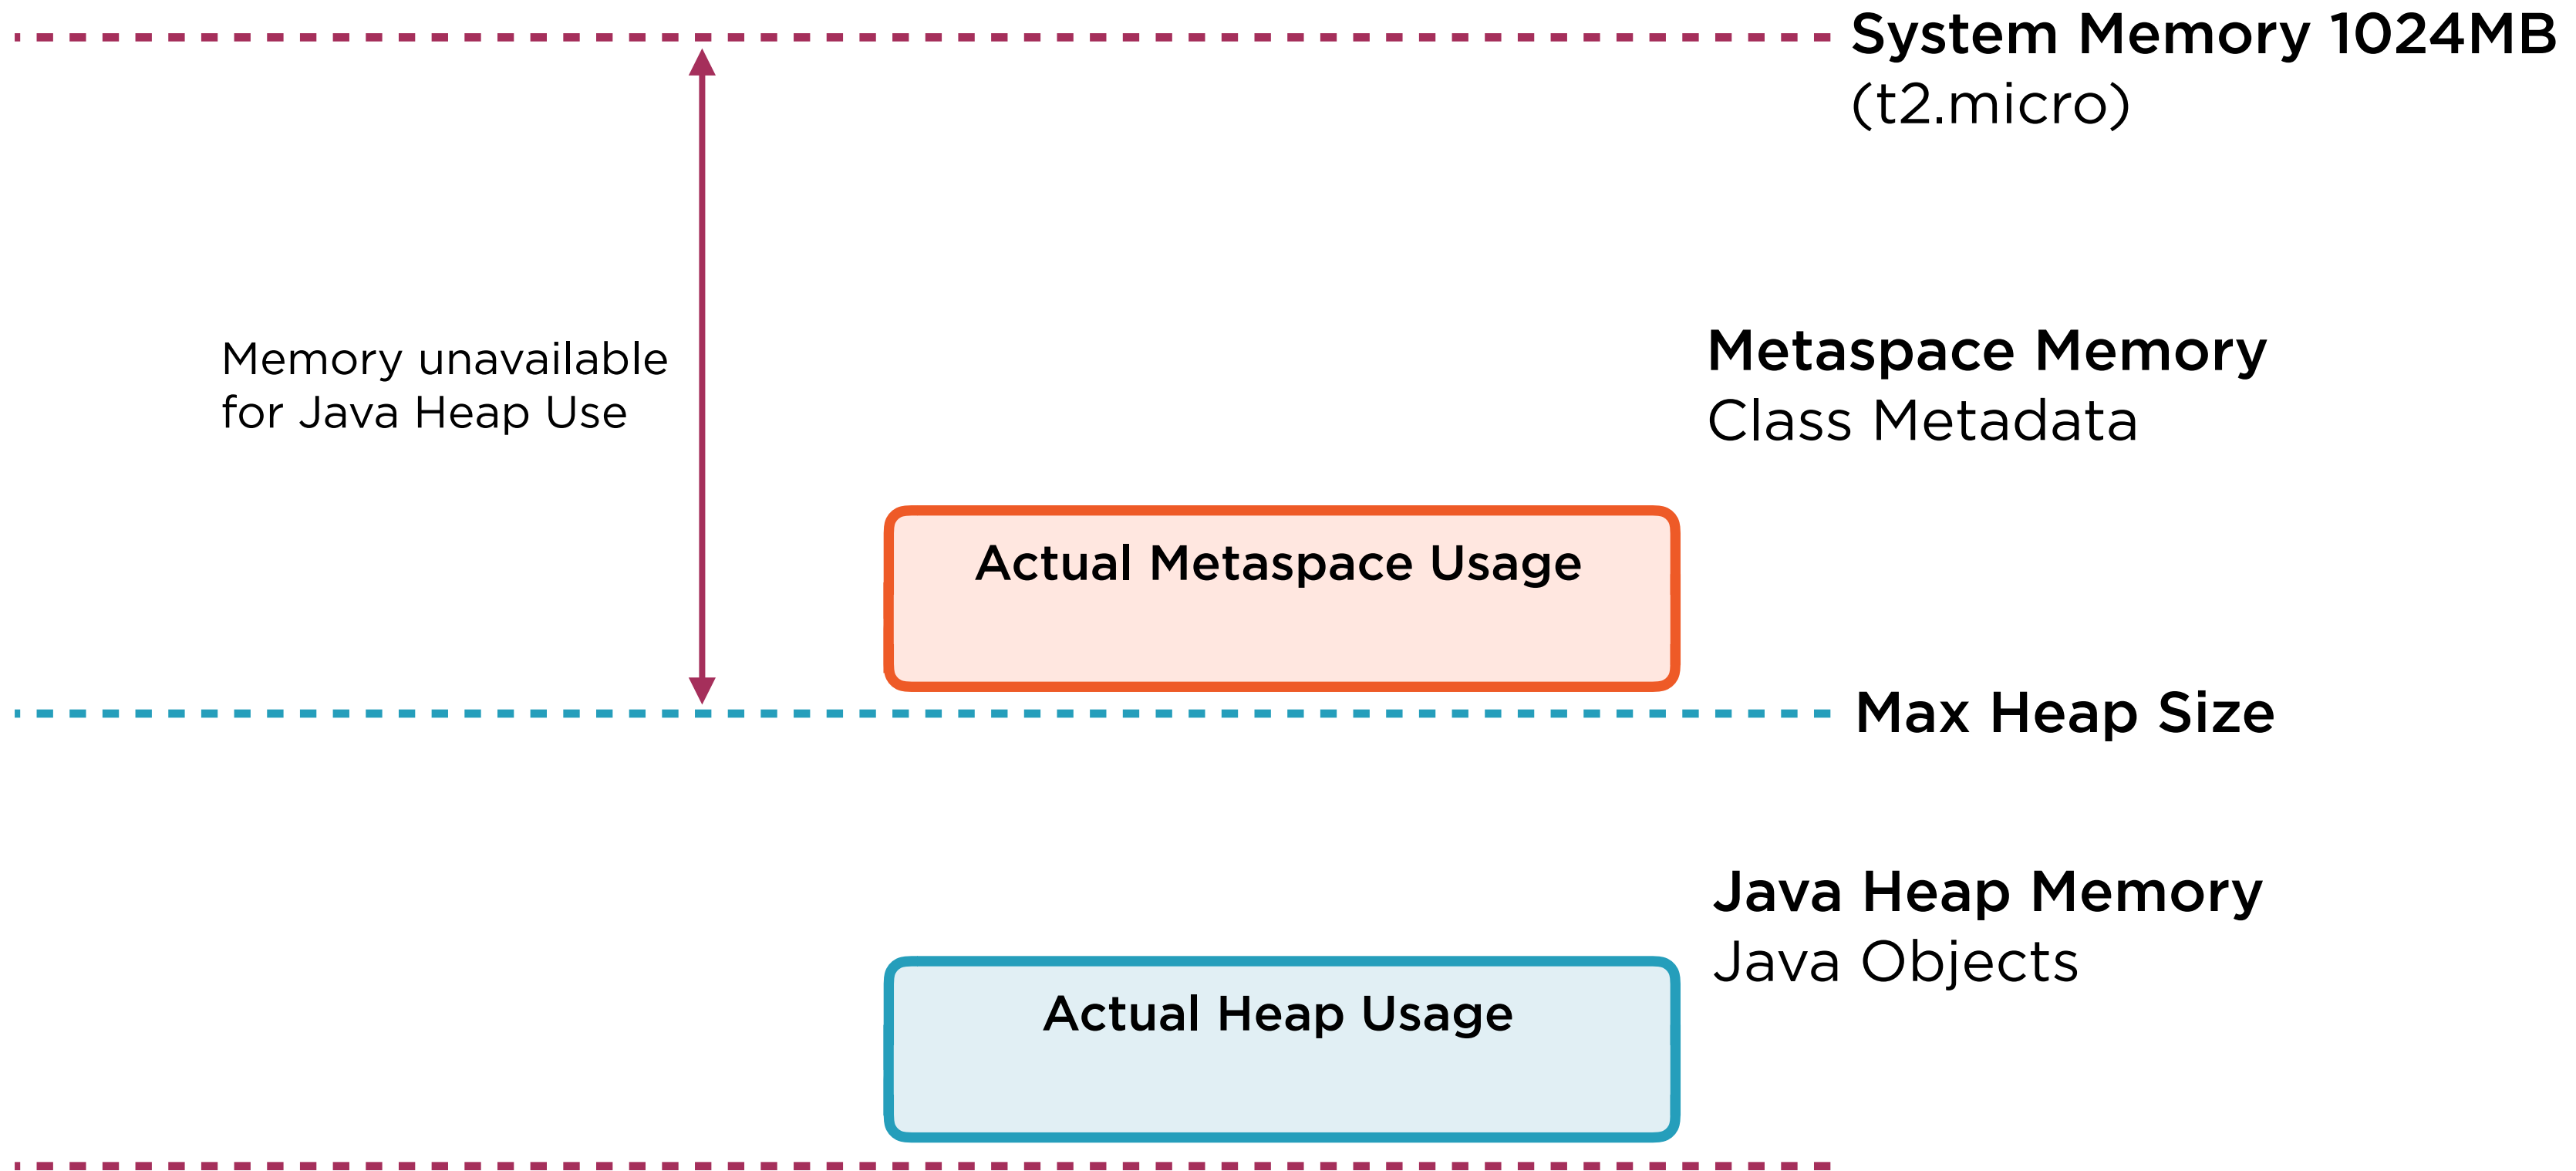 System Memory 1024MB
(t2.micro)
Memory unavailable
for Java Heap Use
Metaspace Memory
Class Metadata
Actual Metaspace Usage
Max Heap Size
Java Heap Memory
Java Objects
Actual Heap Usage